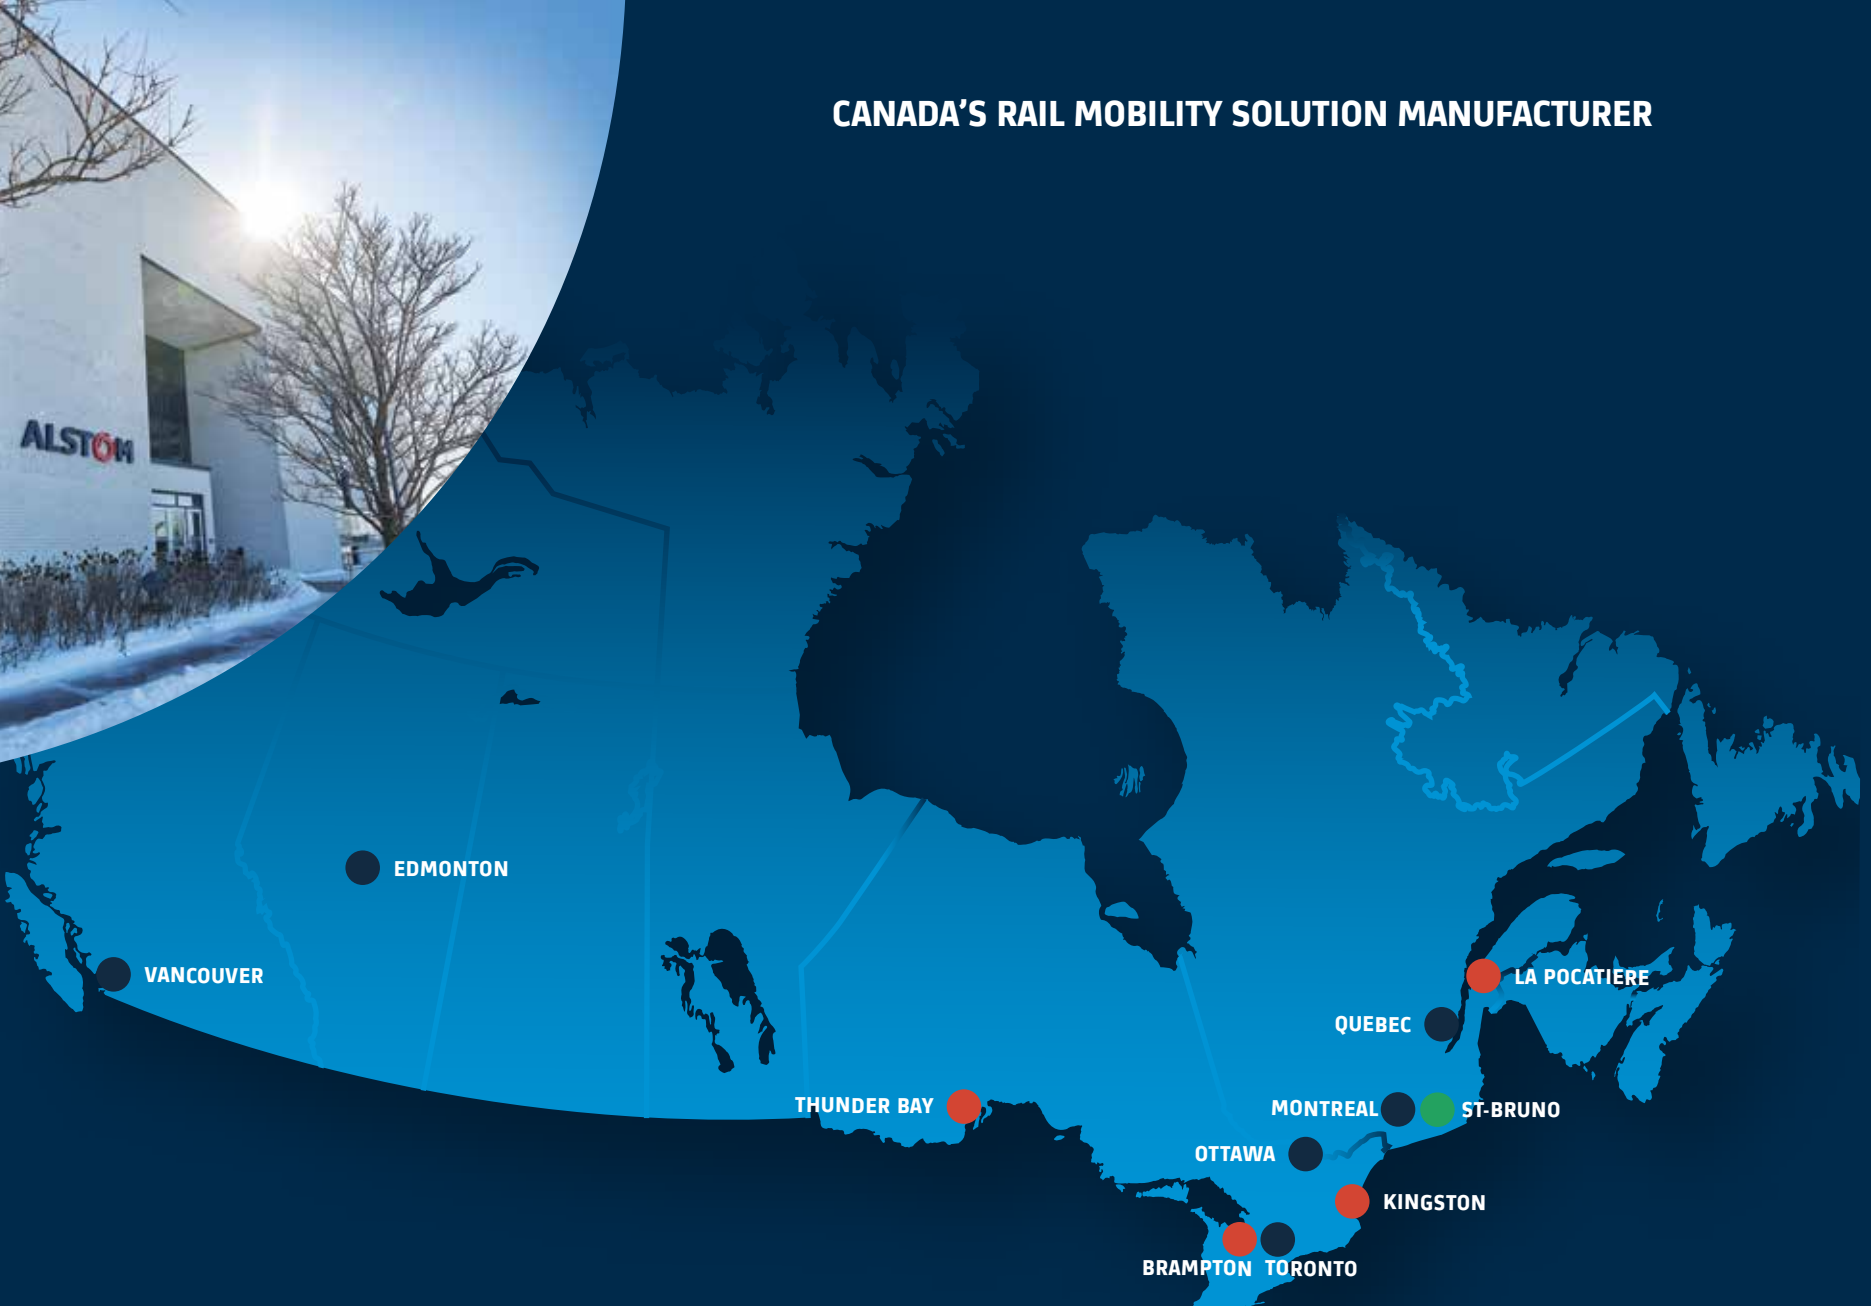 CANADA'S RAIL MOBILITY SOLUTION MANUFACTURER
ALSTOM
EDMONTON
VANCOUVER
LA POCATIERE
QUEBEC
THUNDER BAY
MONTREAL
ST-BRUNO
OTTAWA
KINGSTON
BRAMPTON
TORONTO